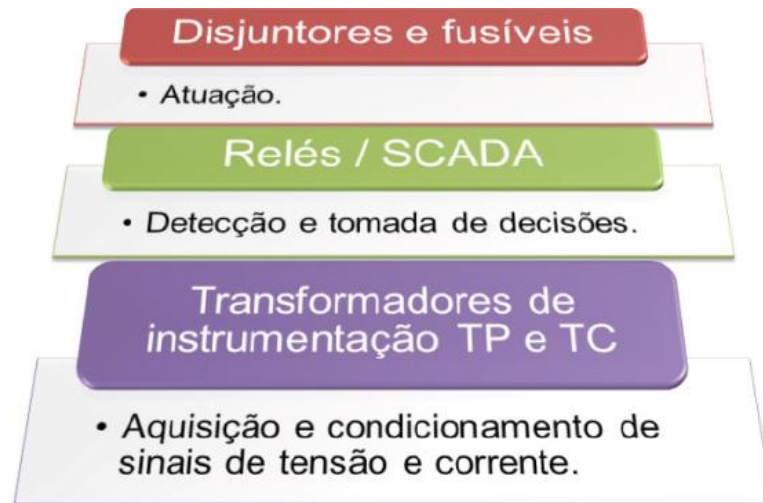 Disjuntores e fusíveis
• Atuação.
Relés / SCADA
• Detecção e tomada de decisões.
Transformadores de
instrumentação TP e TC
• Aquisição e condicionamento de
sinais de tensão e corrente.